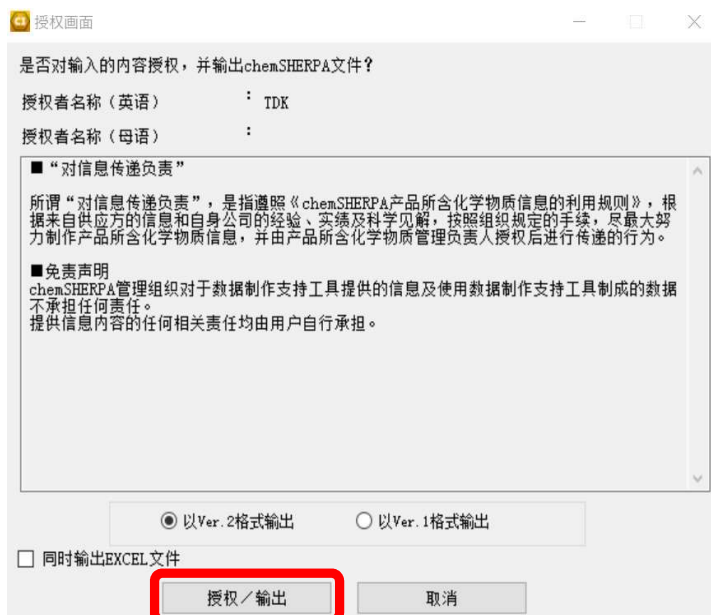 CI 授权画面
是否对输入的内容授权，并输出chemSHERPA文件？
授权者名称（英语） : TDK
授权者名称（母语） :
■“对信息传递负责”
所谓“对信息传递负责”，是指遵照《chemSHERPA产品所含化学物质信息的利用规则》，根
据来自供应方的信息和自身公司的经验、实绩及科学见解，按照组织规定的手续，尽最大努
力制作产品所含化学物质信息，并由产品所含化学物质管理负责人授权后进行传递的行为。
■免责声明
chemSHERPA管理组织对于数据制作支持工具提供的信息及使用数据制作支持工具制成的数据
不承担任何责任。
提供信息内容的任何相关责任均由用户自行承担。
以Ver.2格式输出 以Ver.1格式输出
同时输出EXCEL文件
授权／输出 取消